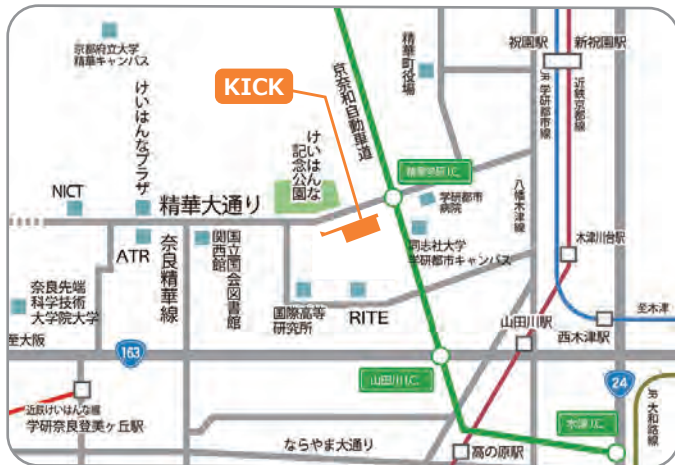 京都府立大学
精華キャンパス
けいはんなプラザ
KICK
けいはんな
記念公園
京奈和自動車道
精華町役場
祝園駅
新祝園駅
JR 学研都市線
近鉄京都線
精華学研I.C.
学研都市
病院
八幡木津線
木津川台駅
NICT
精華大通り
ATR
奈良精華線
国立国会図書館
関西館
同志社大学
学研都市キャンパス
奈良先端
科学技術
大学院大学
国際高等
研究所
RITE
山田川駅
西木津駅
至木津
至大阪
163
山田川I.C.
24
近鉄けいはんな線
学研奈良登美ヶ丘駅
ならやま大通り
高の原駅
木津I.C.
JR 大和路線